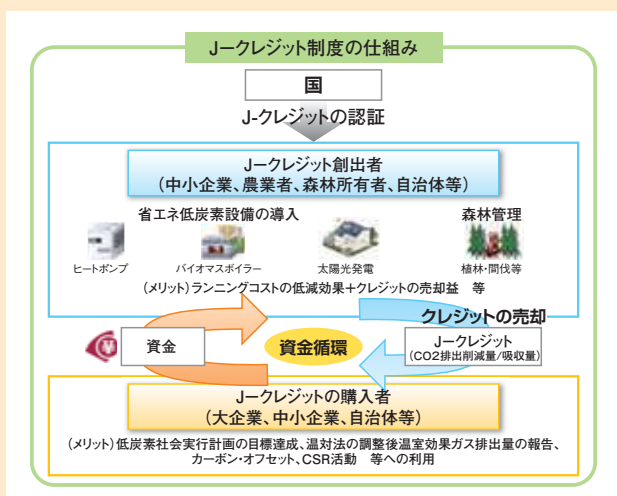 Jークレジット制度の仕組み
国
J-クレジットの認証
Jークレジット創出者
(中小企業、農業者、森林所有者、自治体等)
省エネ低炭素設備の導入
森林管理
ヒートポンプ
バイオマスボイラー
太陽光発電
植林・間伐等
(メリット)ランニングコストの低減効果+クレジットの売却益 等
クレジットの売却
資金
資金循環
Jークレジット
(CO2排出削減量/吸収量)
Jークレジットの購入者
(大企業、中小企業、自治体等)
(メリット)低炭素社会実行計画の目標達成、温対法の調整後温室効果ガス排出量の報告、
カーボン・オフセット、CSR活動 等への利用